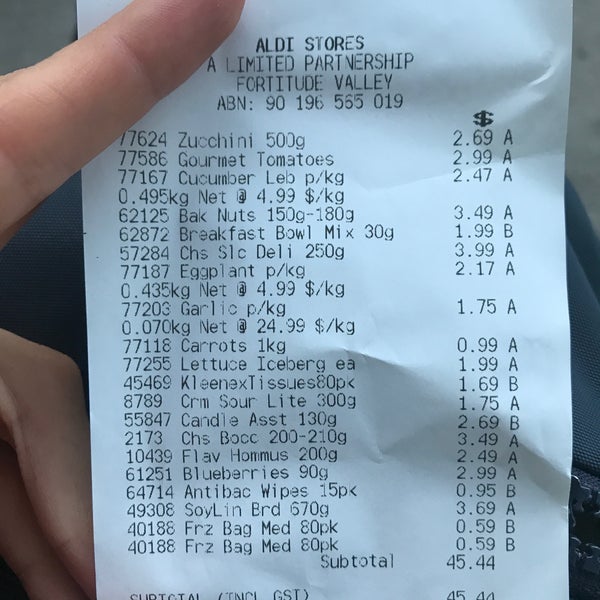 ALDI STORES
A LIMITED PARTNERSHIP
FORTITUDE VALLEY
ABN: 90 196 565 019
$
77624 Zucchini 500g 2.69 A
77586 Gourmet Tomatoes 2.99 A
77167 Cucumber Leb p/kg 2.47 A
0.495kg Net @ 4.99 $/kg
62125 Bak Nuts 150g-180g 3.49 A
62872 Breakfast Bowl Mix 30g 1.99 B
57284 Chs Slc Deli 250g 3.99 A
77187 Eggplant p/kg 2.17 A
0.435kg Net @ 4.99 $/kg
77203 Garlic p/kg 1.75 A
0.070kg Net @ 24.99 $/kg
77118 Carrots 1kg 0.99 A
77255 Lettuce Iceberg ea 1.99 A
45469 KleenexTissues80pk 1.69 B
8789 Crm Sour Lite 300g 1.75 A
55847 Candle Asst 130g 2.69 B
2173 Chs Bocc 200-210g 3.49 A
10439 Flav Hommus 200g 2.49 A
61251 Blueberries 90g 2.99 A
64714 Antibac Wipes 15pk 0.95 B
49308 SoyLin Brd 670g 3.69 A
40188 Frz Bag Med 80pk 0.59 B
40188 Frz Bag Med 80pk 0.59 B
Subtotal 45.44
SUBTOTAL (INCL GST) 45.44